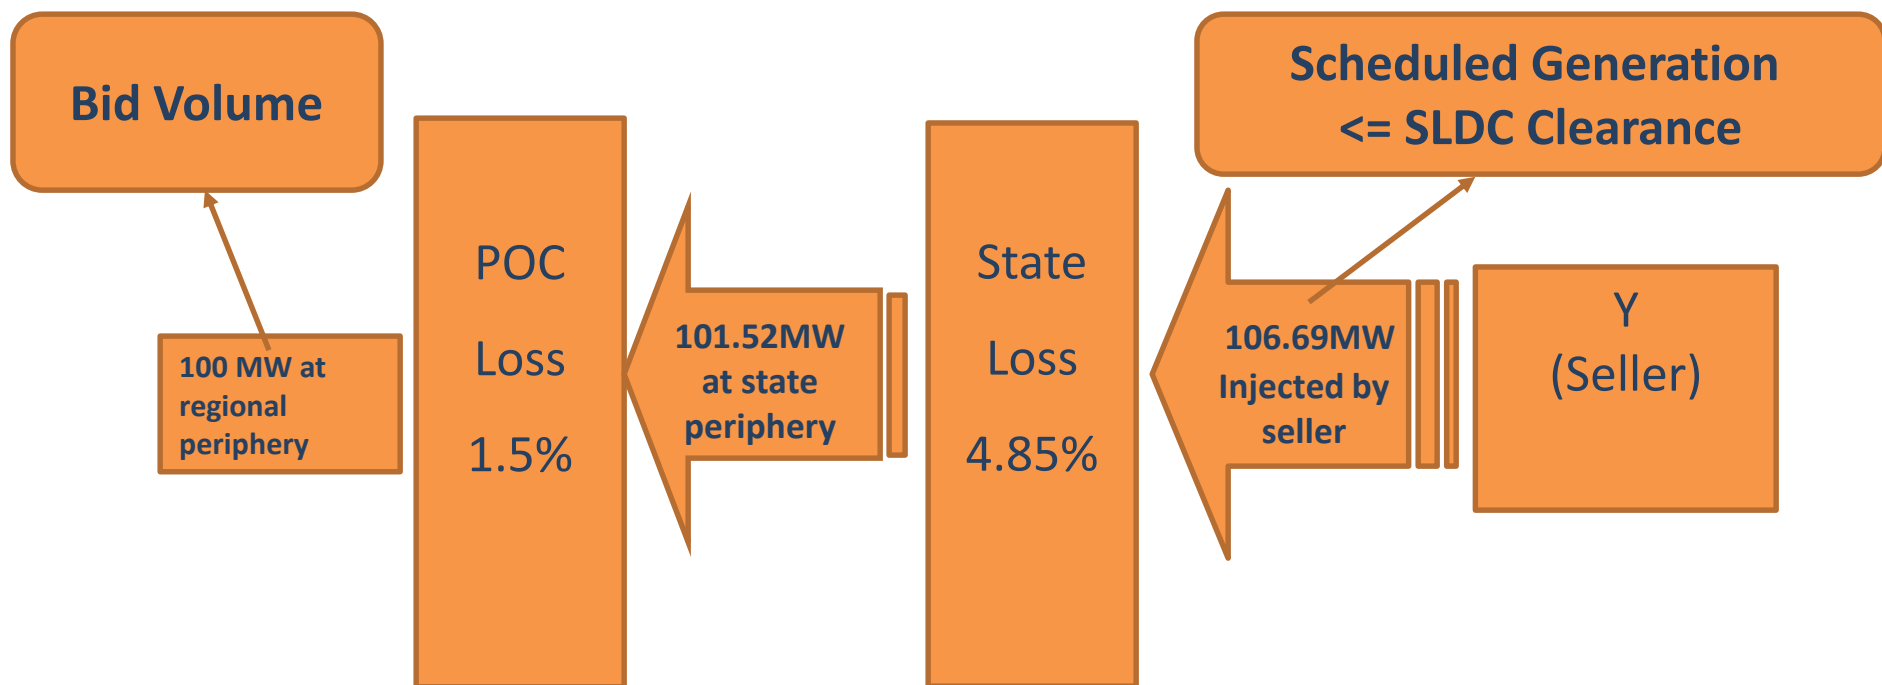 Bid Volume
Scheduled Generation
<= SLDC Clearance
POC
Loss
1.5%
State
Loss
4.85%
100 MW at
regional
periphery
101.52MW
at state
periphery
106.69MW
Injected by
seller
Y
(Seller)